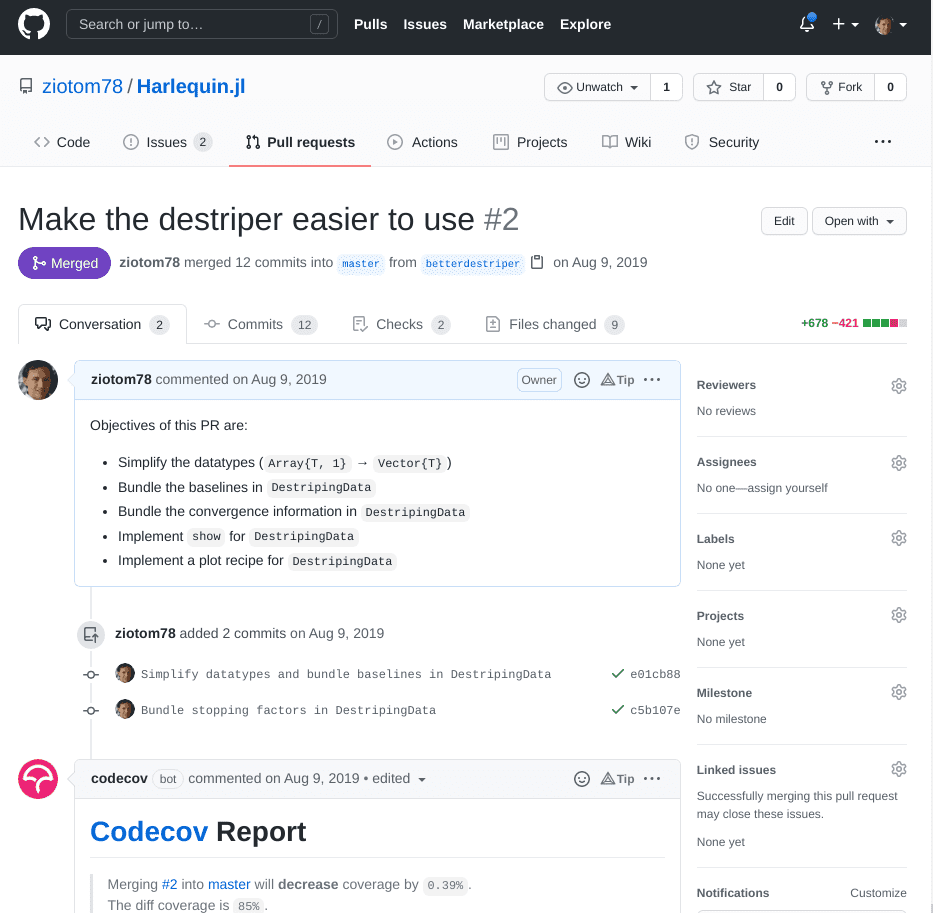 Search or jump to…
/
Pulls
Issues
Marketplace
Explore
ziotom78 / Harlequin.jl
Unwatch
1
Star
0
Fork
0
Code
Issues 2
Pull requests
Actions
Projects
Wiki
Security
Make the destriper easier to use #2
Edit
Open with
Merged
ziotom78 merged 12 commits into master from betterdestriper on Aug 9, 2019
Conversation 2
Commits 12
Checks 2
Files changed 9
+678 −421
ziotom78 commented on Aug 9, 2019
Owner
Tip
Objectives of this PR are:
• Simplify the datatypes ( Array{T, 1} → Vector{T} )
• Bundle the baselines in DestripingData
• Bundle the convergence information in DestripingData
• Implement show for DestripingData
• Implement a plot recipe for DestripingData
ziotom78 added 2 commits on Aug 9, 2019
Simplify datatypes and bundle baselines in DestripingData
e01cb88
Bundle stopping factors in DestripingData
c5b107e
codecov bot commented on Aug 9, 2019 • edited
Tip
Codecov Report
Merging #2 into master will decrease coverage by 0.39% .
The diff coverage is 85% .
Reviewers
No reviews
Assignees
No one—assign yourself
Labels
None yet
Projects
None yet
Milestone
No milestone
Linked issues
Successfully merging this pull request
may close these issues.
None yet
Notifications
Customize